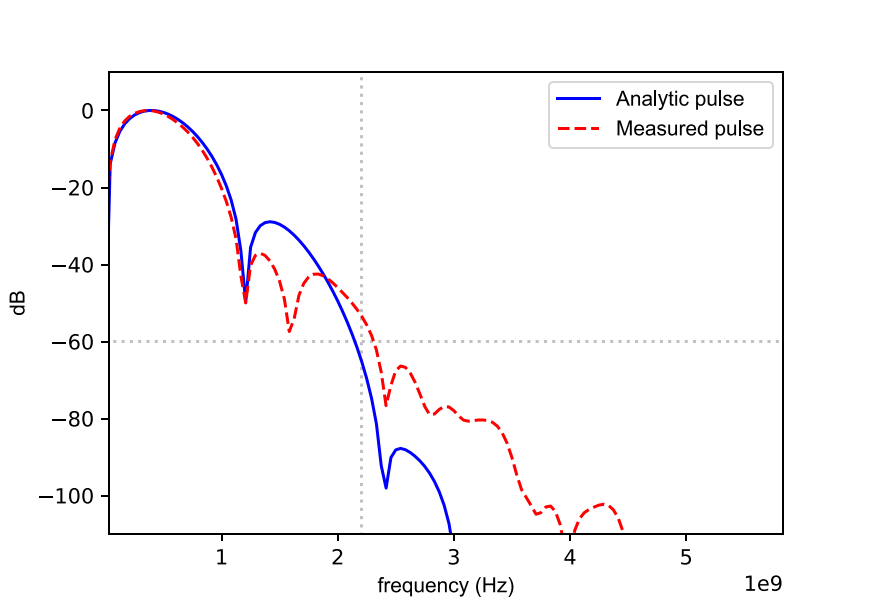 Analytic pulse
Measured pulse
0
−20
−40
−60
−80
−100
dB
1 2 3 4 5
1e9
frequency (Hz)